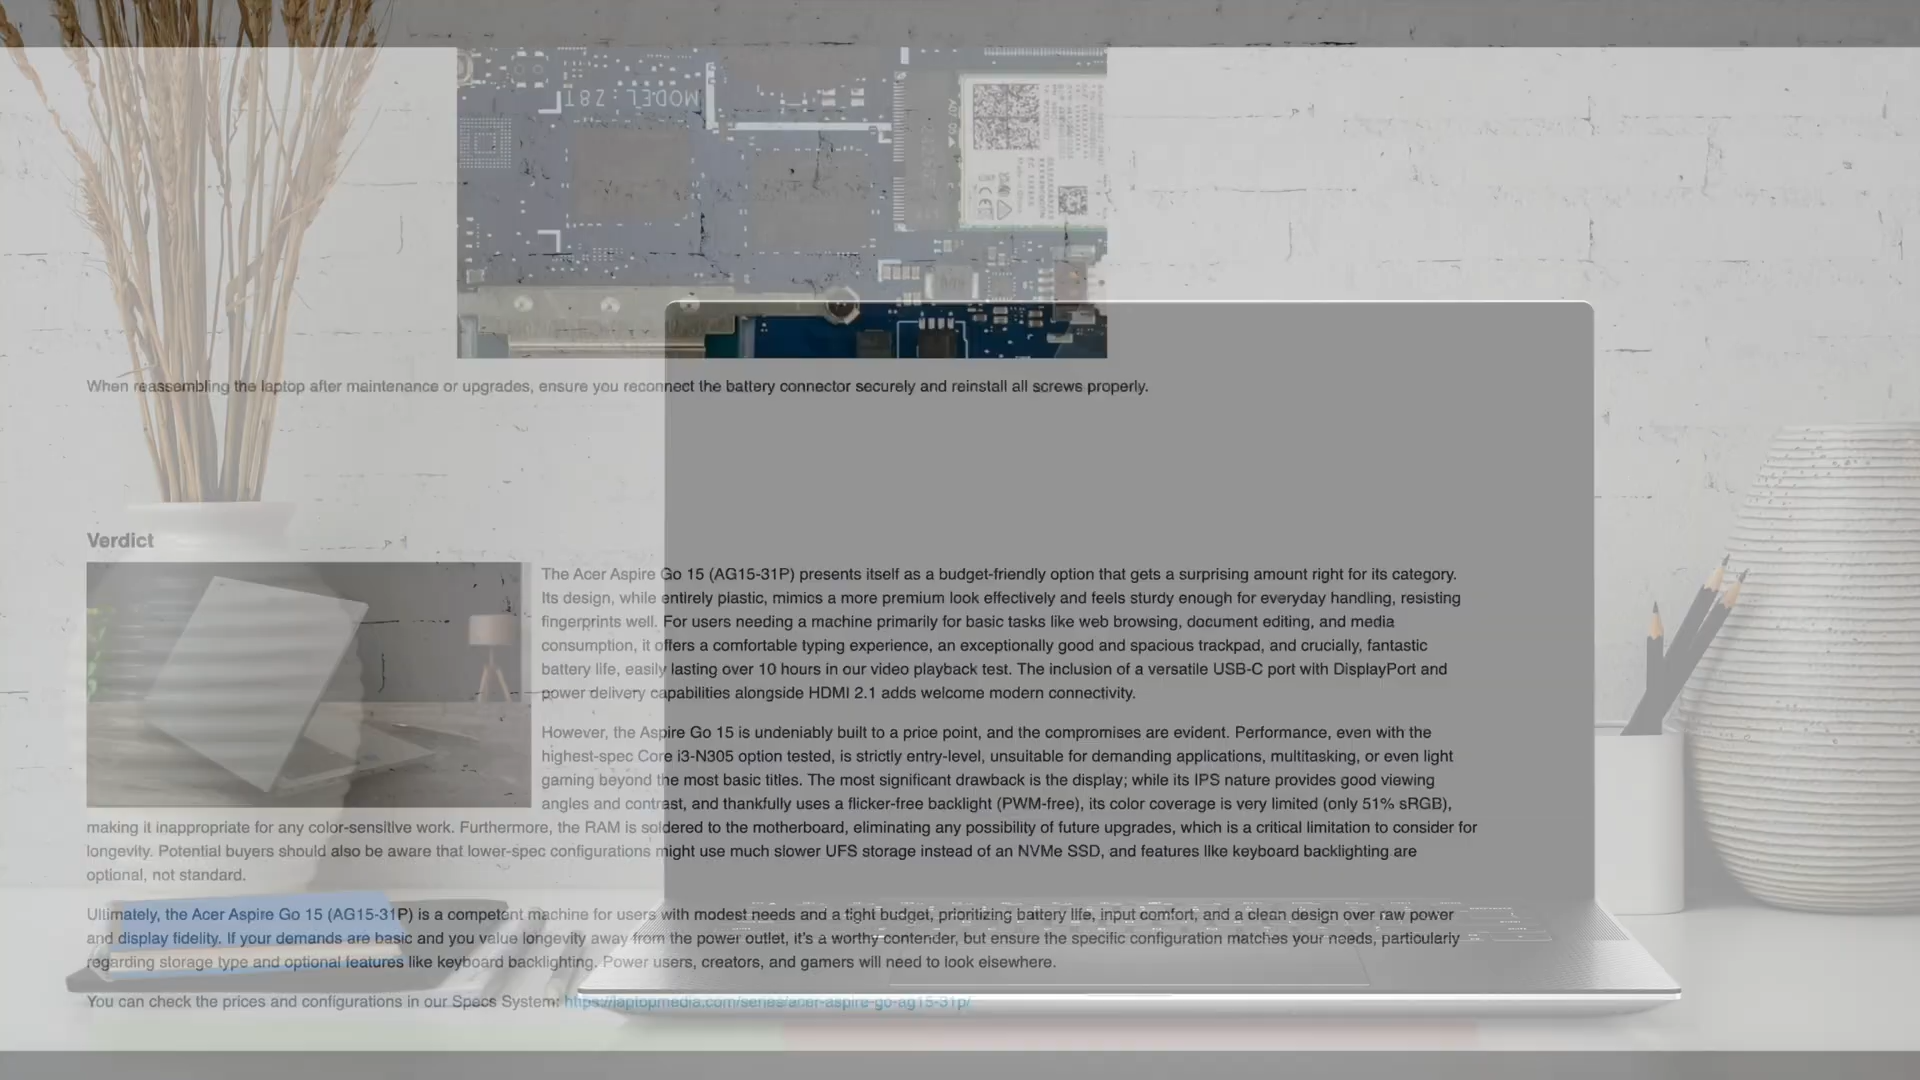 MODEL: Z8T
When reassembling the laptop after maintenance or upgrades, ensure you reconnect the battery connector securely and reinstall all screws properly.
Verdict
The Acer Aspire Go 15 (AG15-31P) presents itself as a budget-friendly option that gets a surprising amount right for its category.
Its design, while entirely plastic, mimics a more premium look effectively and feels sturdy enough for everyday handling, resisting
fingerprints well. For users needing a machine primarily for basic tasks like web browsing, document editing, and media
consumption, it offers a comfortable typing experience, an exceptionally good and spacious trackpad, and crucially, fantastic
battery life, easily lasting over 10 hours in our video playback test. The inclusion of a versatile USB-C port with DisplayPort and
power delivery capabilities alongside HDMI 2.1 adds welcome modern connectivity.
However, the Aspire Go 15 is undeniably built to a price point, and the compromises are evident. Performance, even with the
highest-spec Core i3-N305 option tested, is strictly entry-level, unsuitable for demanding applications, multitasking, or even light
gaming beyond the most basic titles. The most significant drawback is the display; while its IPS nature provides good viewing
angles and contrast, and thankfully uses a flicker-free backlight (PWM-free), its color coverage is very limited (only 51% sRGB),
making it inappropriate for any color-sensitive work. Furthermore, the RAM is soldered to the motherboard, eliminating any possibility of future upgrades, which is a critical limitation to consider for
longevity. Potential buyers should also be aware that lower-spec configurations might use much slower UFS storage instead of an NVMe SSD, and features like keyboard backlighting are
optional, not standard.
Ultimately, the Acer Aspire Go 15 (AG15-31P) is a competent machine for users with modest needs and a tight budget, prioritizing battery life, input comfort, and a clean design over raw power
and display fidelity. If your demands are basic and you value longevity away from the power outlet, it's a worthy contender, but ensure the specific configuration matches your needs, particularly
regarding storage type and optional features like keyboard backlighting. Power users, creators, and gamers will need to look elsewhere.
You can check the prices and configurations in our Specs System: https://laptopmedia.com/series/acer-aspire-go-ag15-31p/